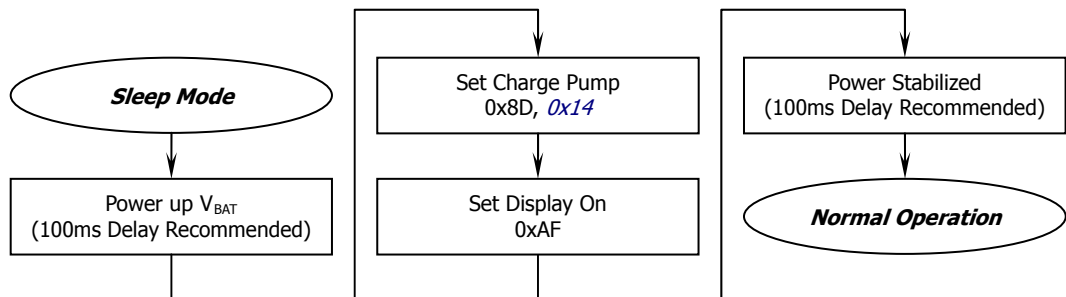 Sleep Mode
Power up VBAT
(100ms Delay Recommended)
Set Charge Pump
0x8D, 0x14
Set Display On
0xAF
Power Stabilized
(100ms Delay Recommended)
Normal Operation